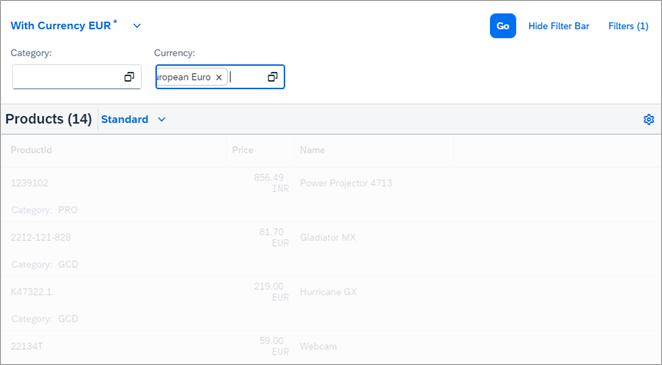 With Currency EUR *
Go
Hide Filter Bar
Filters (1)
Category:
Currency:
uropean Euro
Products (14)
Standard
ProductId
Price
Name
1239102
856.49
INR
Power Projector 4713
Category: PRO
2212-121-828
81.70
EUR
Gladiator MX
Category: GCD
K47322.1
219.00
EUR
Hurricane GX
Category: GCD
22134T
59.00
EUR
Webcam